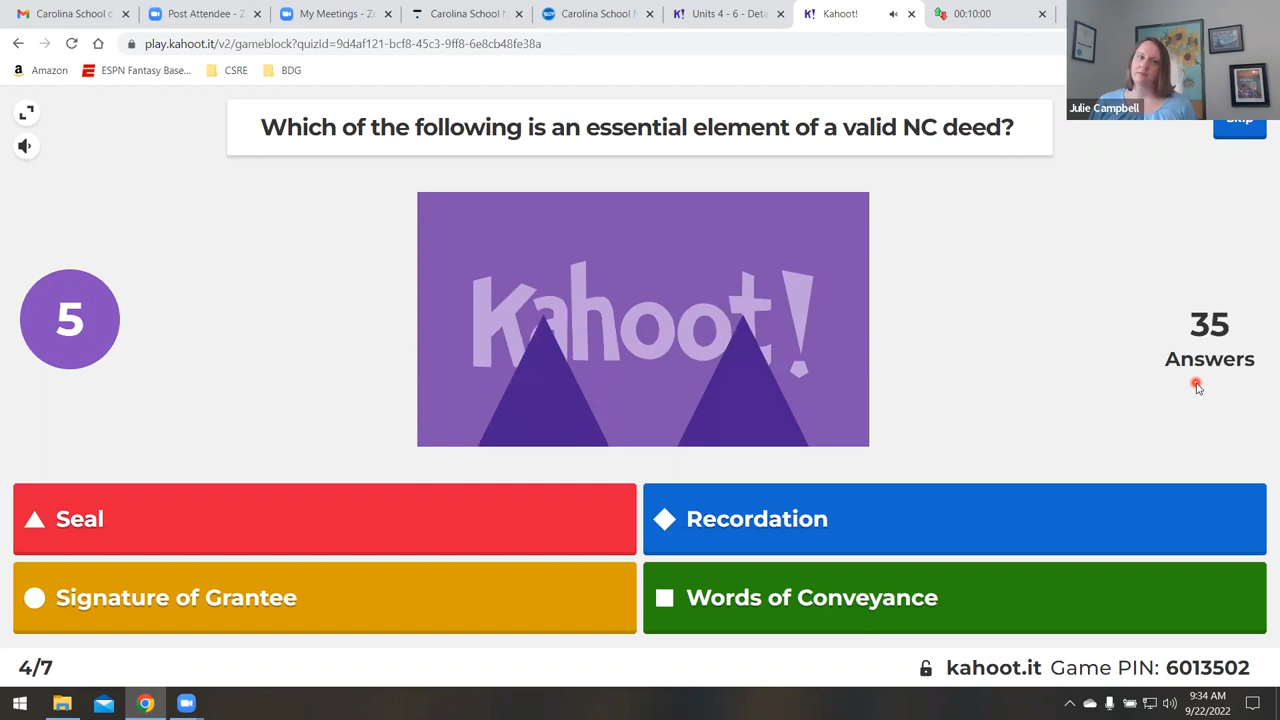 Carolina School c
Post Attendee - Z
My Meetings - Zo
Carolina School N
Carolina School N
K! Units 4 - 6 - Deta
K! Kahoot!
00:10:00
play.kahoot.it/v2/gameblock?quizId=9d4af121-bcf8-45c3-9ff8-6e8cb48fe38a
Amazon
ESPN Fantasy Base...
CSRE
BDG
Julie Campbell
Skip
Which of the following is an essential element of a valid NC deed?
Kahoot!
5
35
Answers
Seal
Recordation
Signature of Grantee
Words of Conveyance
4/7
kahoot.it Game PIN: 6013502
9:34 AM
9/22/2022